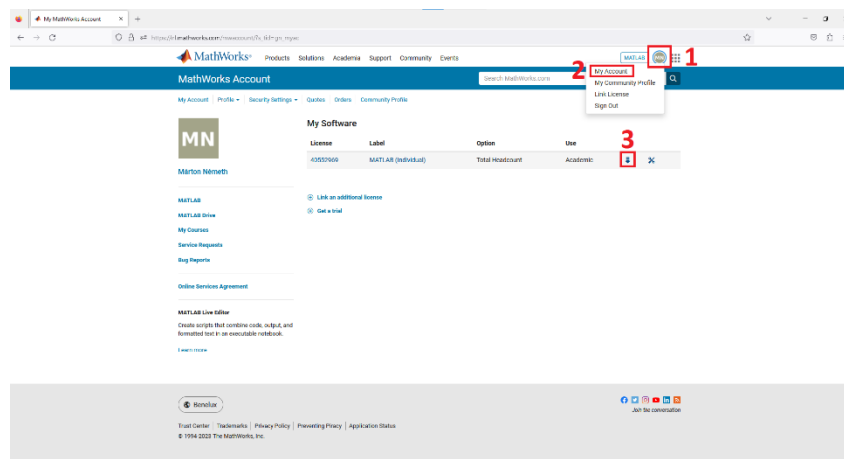 My MathWorks Account
MathWorks® Products Solutions Academia Support Community Events MATLAB 1
MathWorks Account Search MathWorks.com 2 My Account
My Community Profile
Link License
Sign Out
My Account Profile Security Settings Quotes Orders Community Profile
MN
My Software
License Label Option Use 3
40552969 MATLAB (Individual) Total Headcount Academic
Márton Németh
Link an additional license
Get a trial
MATLAB
MATLAB Drive
My Courses
Service Requests
Bug Reports
Online Services Agreement
MATLAB Live Editor
Create scripts that combine code, output, and
formatted text in an executable notebook.
Learn more
Benelux
Join the conversation
Trust Center Trademarks Privacy Policy Preventing Piracy Application Status
© 1994-2023 The MathWorks, Inc.